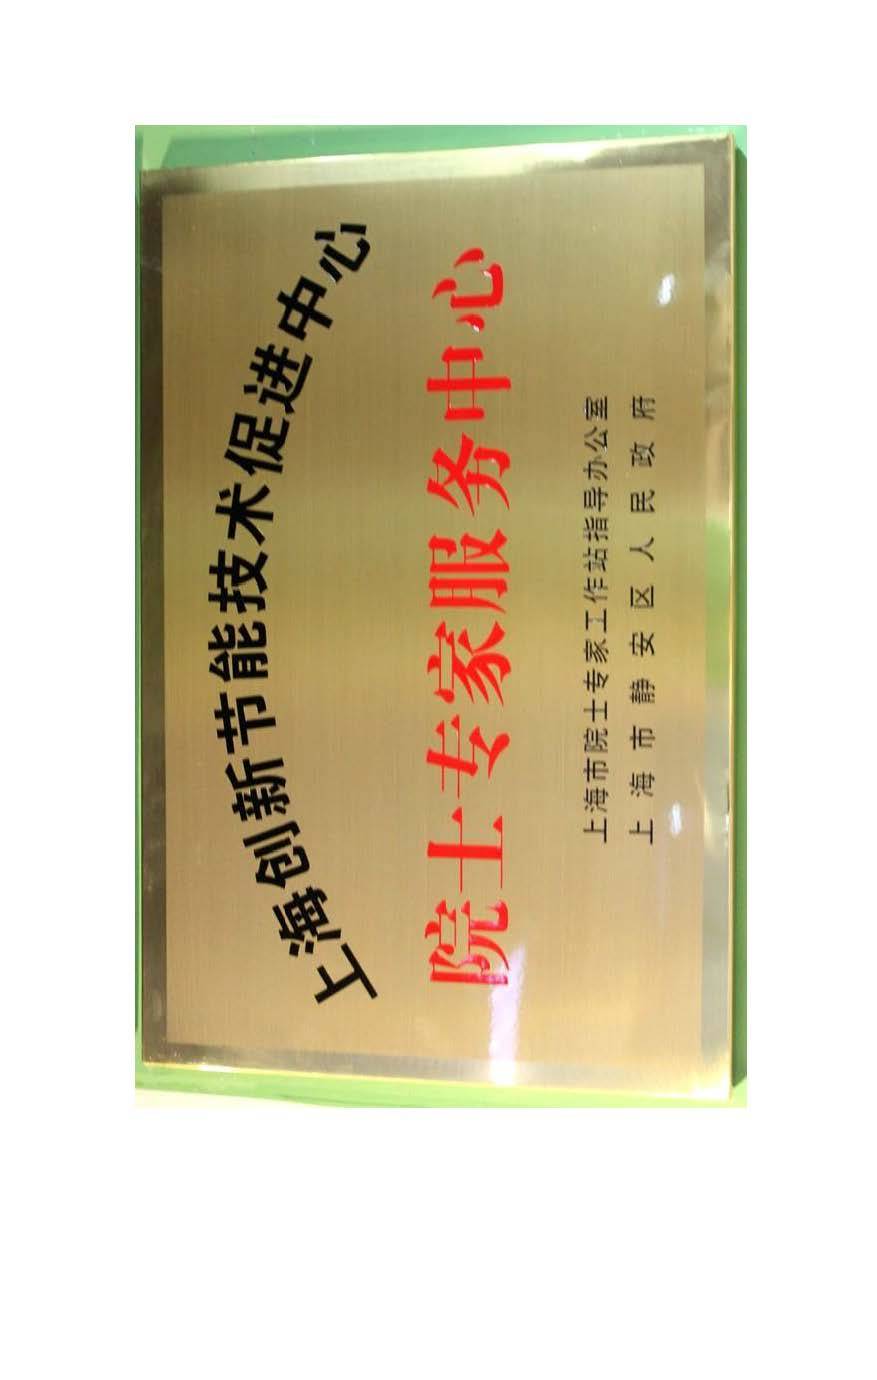 上海创新节能技术促进中心
院士专家服务中心
上海市院士专家工作站指导办公室
上海市静安区人民政府